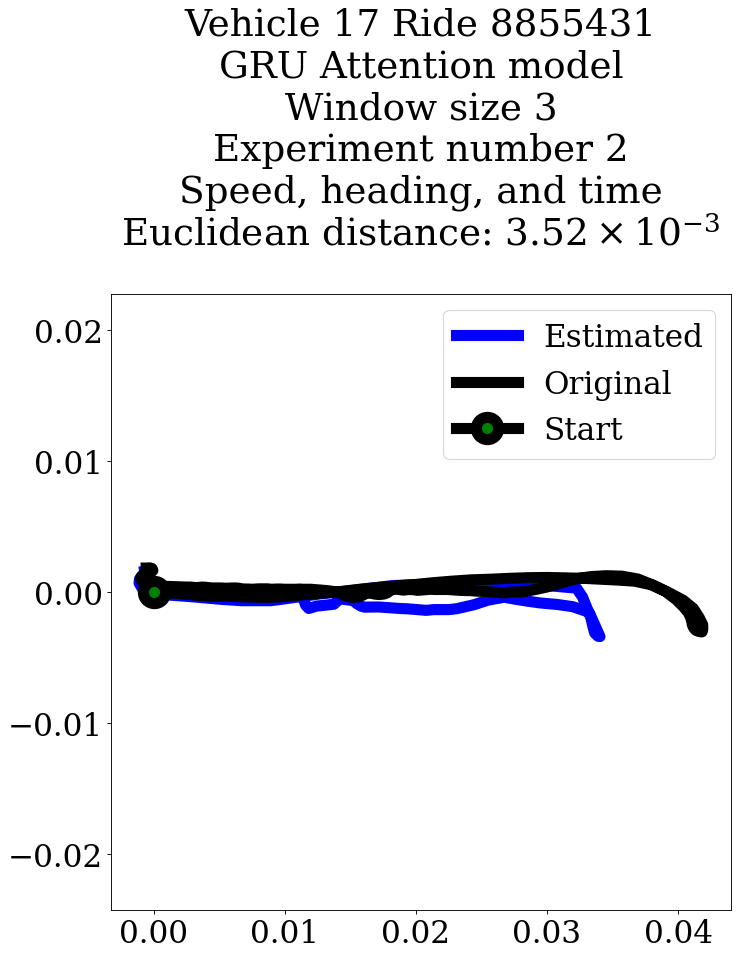 Vehicle 17 Ride 8855431
GRU Attention model
Window size 3
Experiment number 2
Speed, heading, and time
Euclidean distance: 3.52 × 10⁻³
Estimated
Original
Start
0.02
0.01
0.00
−0.01
−0.02
0.00 0.01 0.02 0.03 0.04